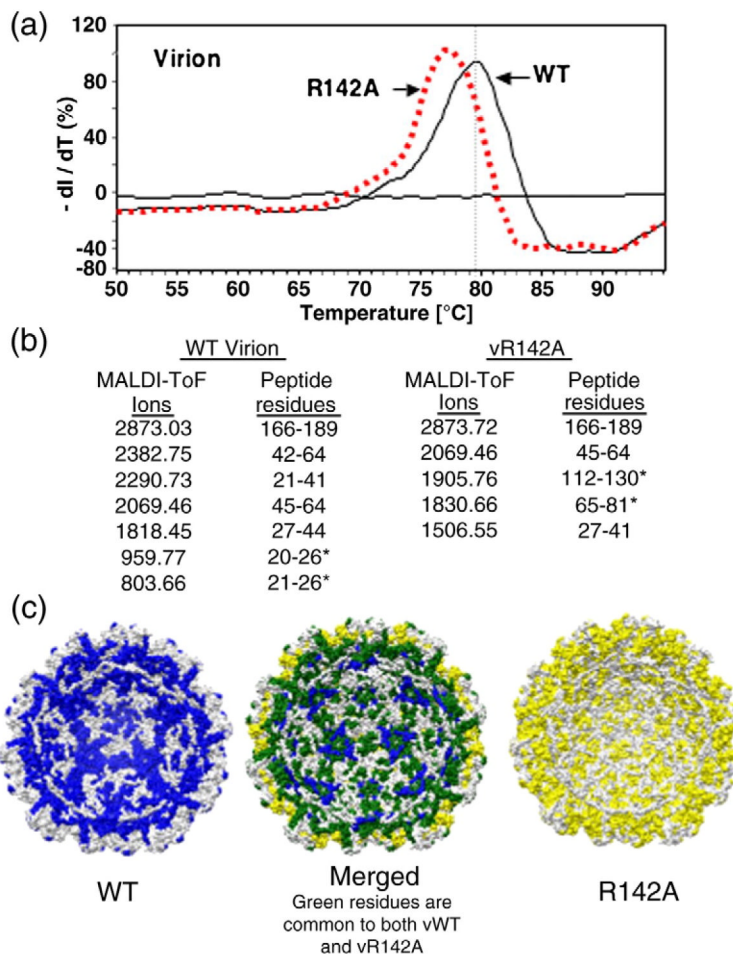 (a)
120
80
40
0
-40
-80
- dI / dT (%)
Virion
R142A
WT
50 55 60 65 70 75 80 85 90
Temperature [°C]
(b)
WT Virion vR142A
MALDI-ToF Peptide MALDI-ToF Peptide
Ions residues Ions residues
2873.03 166-189 2873.72 166-189
2382.75 42-64 2069.46 45-64
2290.73 21-41 1905.76 112-130*
2069.46 45-64 1830.66 65-81*
1818.45 27-44 1506.55 27-41
959.77 20-26*
803.66 21-26*
(c)
WT Merged R142A
Green residues are
common to both vWT
and vR142A